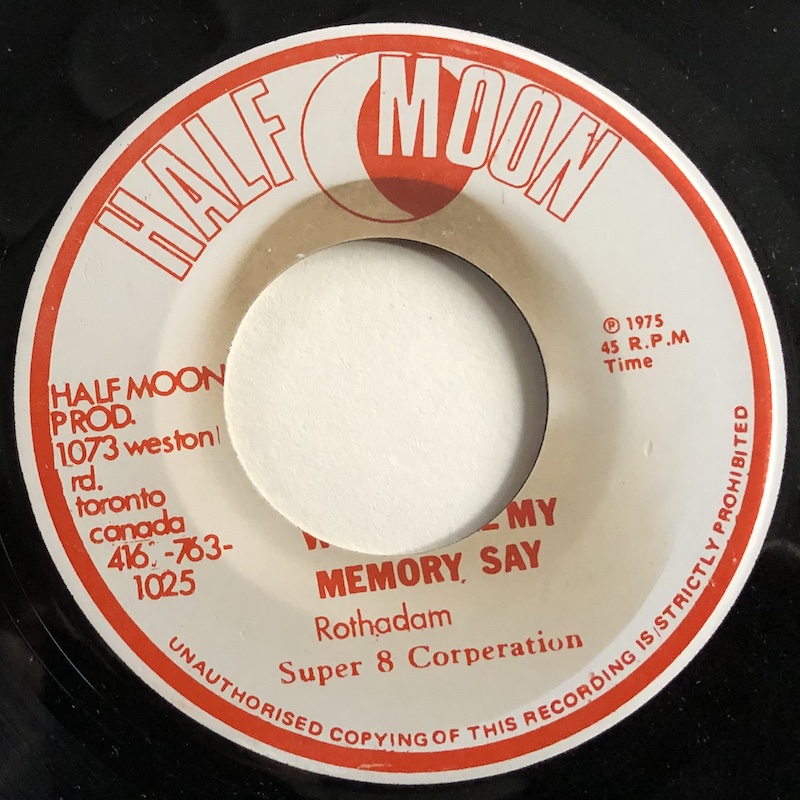 HALF MOON
HALF MOON
PROD.
1073 weston
rd.
toronto
canada
416 -763-
1025
℗ 1975
45 R.P.M
Time
MY
MEMORY, SAY
Rothadam
Super 8 Corperation
UNAUTHORISED COPYING OF THIS RECORDING IS STRICTLY PROHIBITED